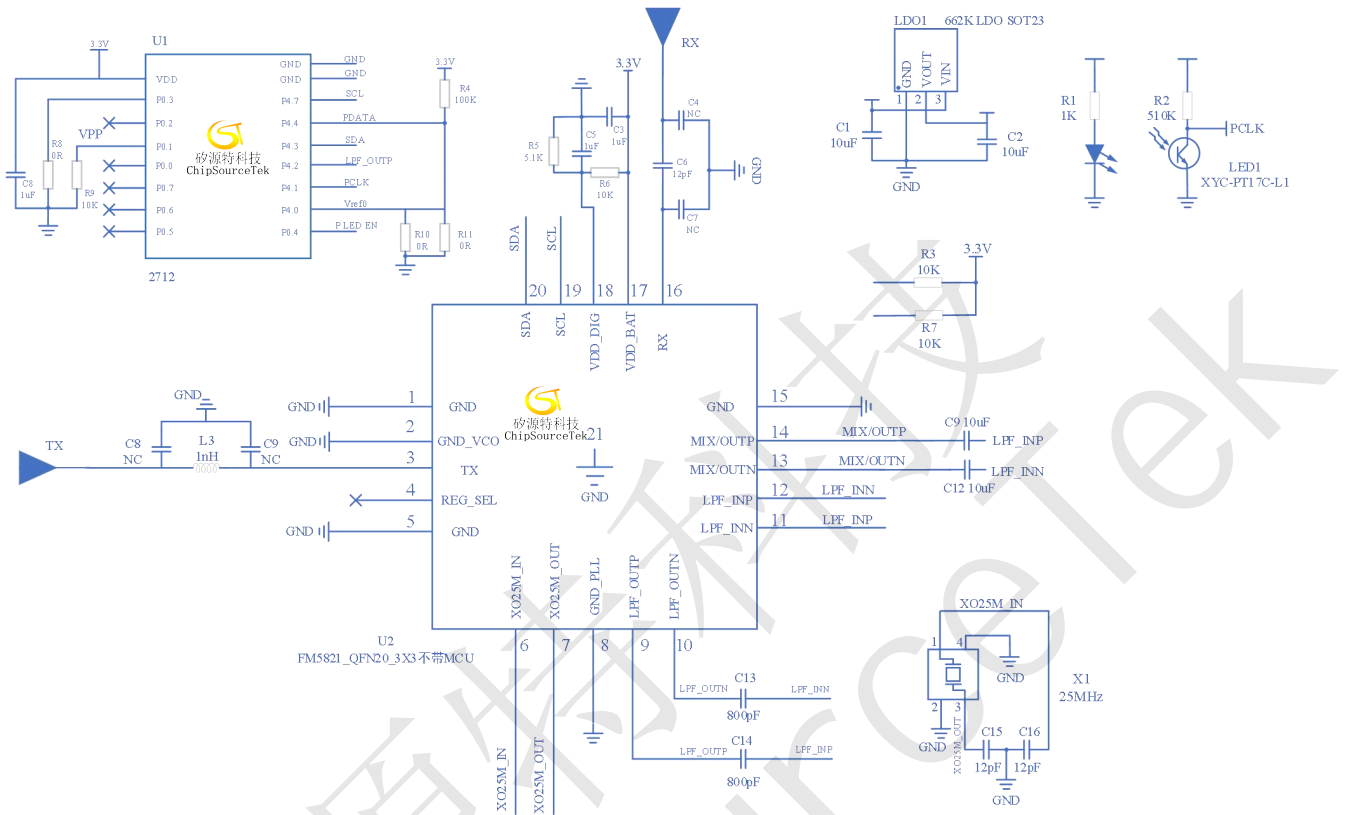 U1
3.3V
VDD
P0.3
P0.2
VPP
P0.1
P0.0
P0.7
P0.6
P0.5
GND
GND
P4.7
P4.4
P4.3
P4.2
P4.1
P4.0
P0.4
GND
GND
SCL
PDATA
SDA
LPF_OUTP
PCLK
Vref0
P LED EN
矽源特科技
ChipSourceTek
R8
0R
R9
10K
C8
1uF
2712
3.3V
R4
100K
R10
0R
R11
0R
RX
3.3V
C4
NC
C3
1uF
C5
1uF
R5
5.1K
R6
10K
C6
12pF
C7
NC
GND
LDO1 662K LDO SOT23
GND
VOUT
VIN
1 2 3
C1
10uF
C2
10uF
GND
R1
1K
R2
510K
PCLK
LED1
XYC-PT17C-L1
R3
10K
3.3V
R7
10K
SDA
SCL
20 19 18 17 16
SDA
SCL
VDD_DIG
VDD_BAT
RX
GND
1
GND
GND
2
GND_VCO
3
TX
4
REG_SEL
GND
5
GND
TX
GND
C8
NC
L3
1nH
C9
NC
矽源特科技
ChipSourceTek
21
GND
GND
15
MIX/OUTP
14
MIX/OUTP
C9 10uF
LPF_INP
MIX/OUTN
13
MIX/OUTN
LPF_INN
C12 10uF
LPF_INP
12
LPF_INN
LPF_INN
11
LPF_INP
XO25M_IN
XO25M_OUT
GND_PLL
LPF_OUTP
LPF_OUTN
6 7 8 9 10
U2
FM5821_QFN20_3X3不带MCU
XO25M_IN
XO25M_OUT
LPF_OUTN
C13
LPF_INN
800pF
LPF_OUTP
C14
LPF_INP
800pF
XO25M_IN
1 4
GND
X1
25MHz
2 3
GND
XO25M_OUT
C15
12pF
C16
12pF
GND
源特科技
urceTek